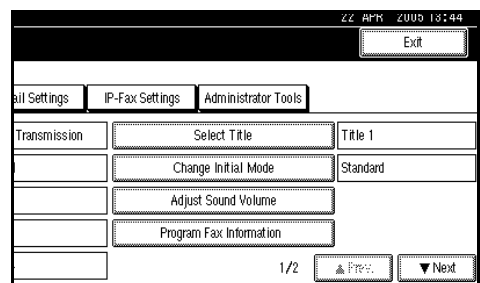 22 APR 2005 13:44
Exit
ail Settings IP-Fax Settings Administrator Tools
Transmission Select Title Title 1
Change Initial Mode Standard
Adjust Sound Volume
Program Fax Information
1/2 ▲ Prev. ▼ Next